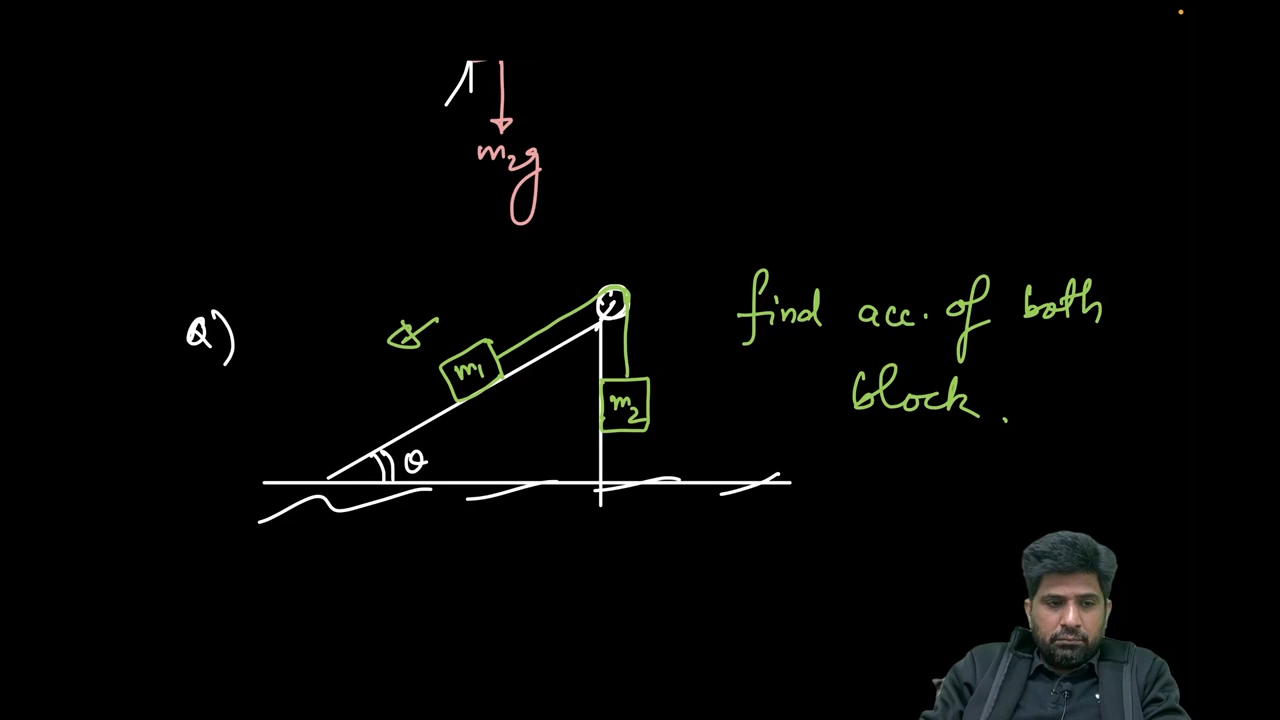 m₂g
Q')
find acc. of both
block.
m₁
m₂
θ